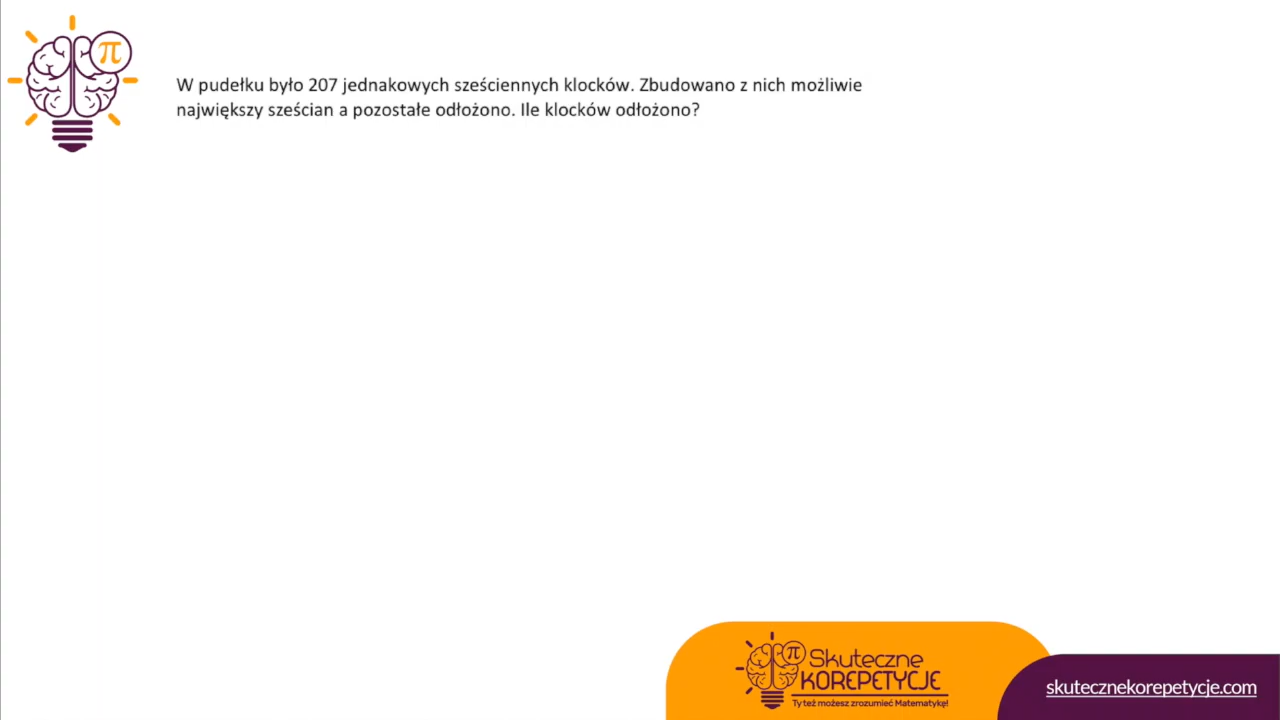 π
W pudełku było 207 jednakowych sześciennych klocków. Zbudowano z nich możliwie
największy sześcian a pozostałe odłożono. Ile klocków odłożono?
π
Skuteczne
KOREPETYCJE
Ty też możesz zrozumieć Matematykę!
skutecznekorepetycje.com